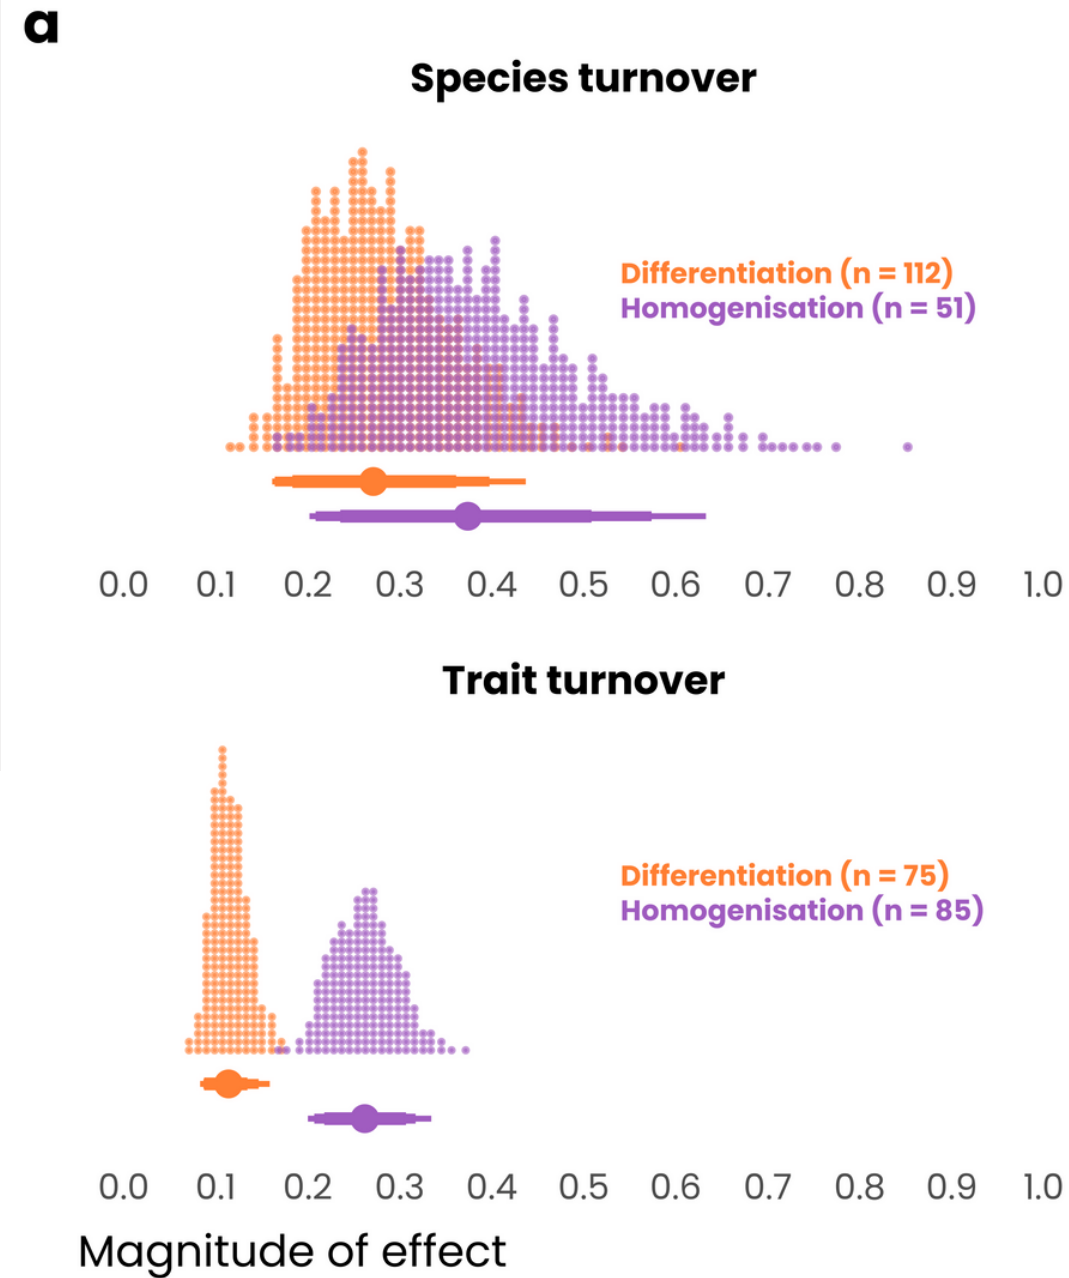 a
Species turnover
Differentiation (n = 112)
Homogenisation (n = 51)
0.0 0.1 0.2 0.3 0.4 0.5 0.6 0.7 0.8 0.9 1.0
Trait turnover
Differentiation (n = 75)
Homogenisation (n = 85)
0.0 0.1 0.2 0.3 0.4 0.5 0.6 0.7 0.8 0.9 1.0
Magnitude of effect